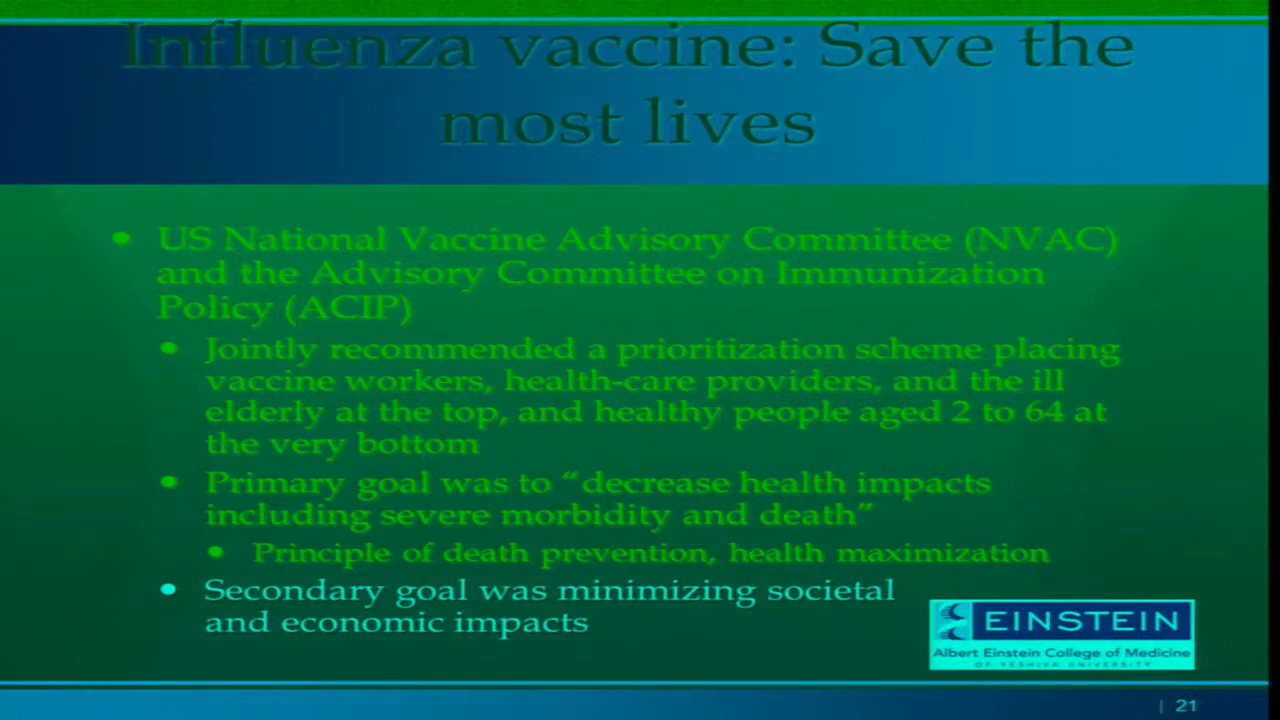 Influenza vaccine: Save the
most lives
• US National Vaccine Advisory Committee (NVAC)
and the Advisory Committee on Immunization
Policy (ACIP)
• Jointly recommended a prioritization scheme placing
vaccine workers, health-care providers, and the ill
elderly at the top, and healthy people aged 2 to 64 at
the very bottom
• Primary goal was to “decrease health impacts
including severe morbidity and death”
• Principle of death prevention, health maximization
• Secondary goal was minimizing societal
and economic impacts
EINSTEIN
Albert Einstein College of Medicine
OF YESHIVA UNIVERSITY
| 21